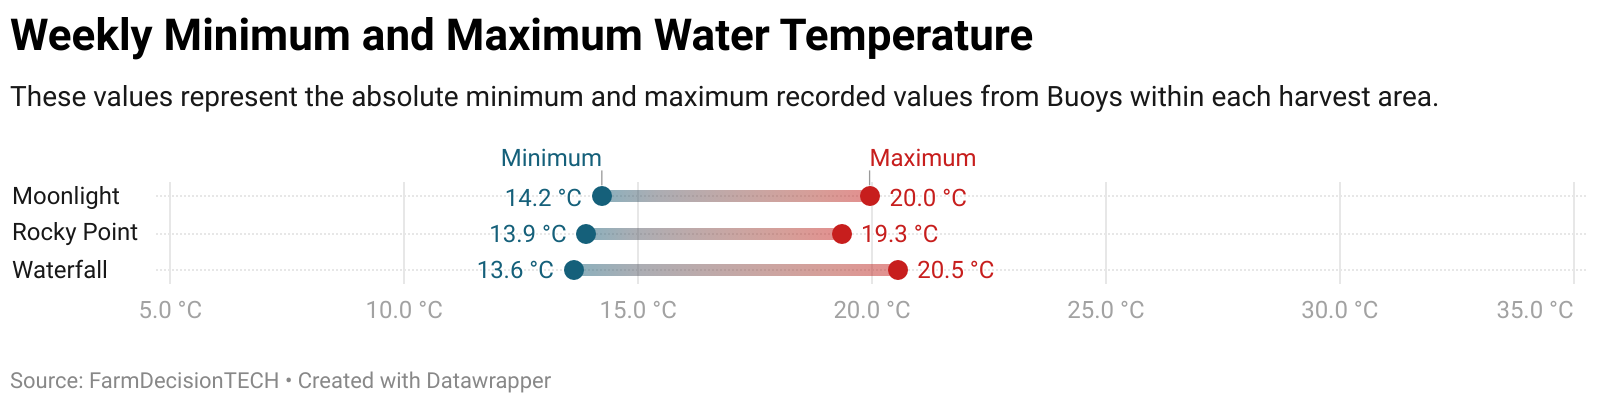 Weekly Minimum and Maximum Water Temperature
These values represent the absolute minimum and maximum recorded values from Buoys within each harvest area.
Minimum Maximum
Moonlight 14.2 °C 20.0 °C
Rocky Point 13.9 °C 19.3 °C
Waterfall 13.6 °C 20.5 °C
5.0 °C 10.0 °C 15.0 °C 20.0 °C 25.0 °C 30.0 °C 35.0 °C
Source: FarmDecisionTECH • Created with Datawrapper